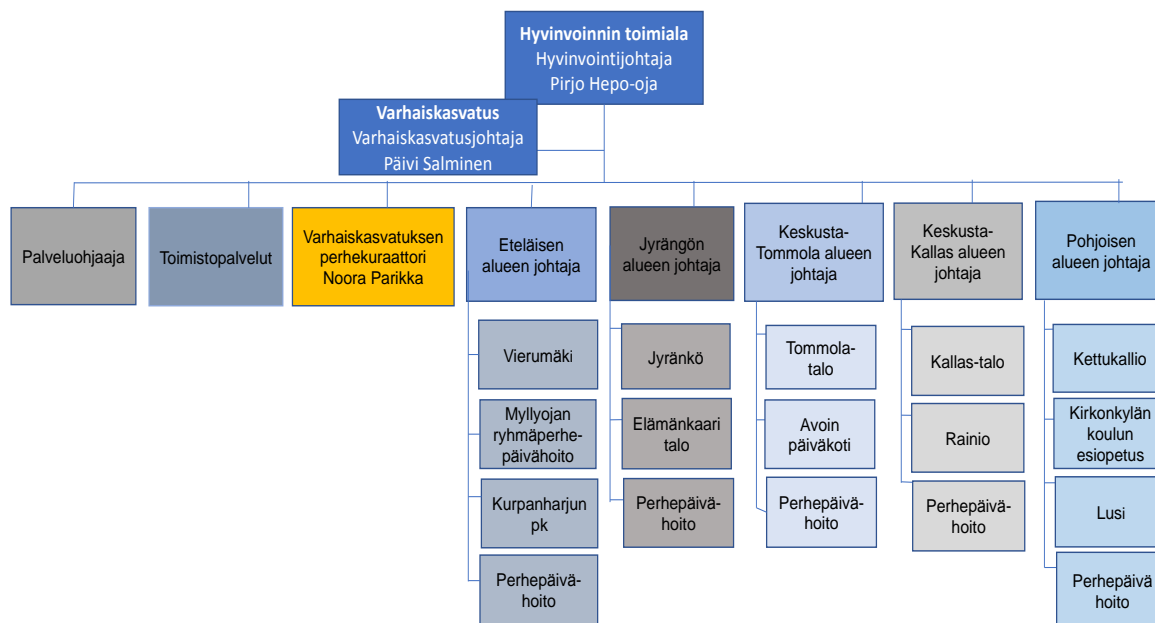 Hyvinvoinnin toimiala
Hyvinvointijohtaja
Pirjo Hepo-oja
Varhaiskasvatus
Varhaiskasvatusjohtaja
Päivi Salminen
Palveluohjaaja
Toimistopalvelut
Varhaiskasvatuksen
perhekuraattori
Noora Parikka
Eteläisen
alueen johtaja
Jyrängön
alueen johtaja
Keskusta-
Tommola alueen
johtaja
Keskusta-
Kallas alueen
johtaja
Pohjoisen
alueen johtaja
Vierumäki
Myllyojan
ryhmäperhe-
päivähoito
Kurpanharjun
pk
Perhepäivä-
hoito
Jyränkö
Elämänkaari
talo
Perhepäivä-
hoito
Tommola-
talo
Avoin
päiväkoti
Perhepäivä-
hoito
Kallas-talo
Rainio
Perhepäivä-
hoito
Kettukallio
Kirkonkylän
koulun
esiopetus
Lusi
Perhepäivä
hoito